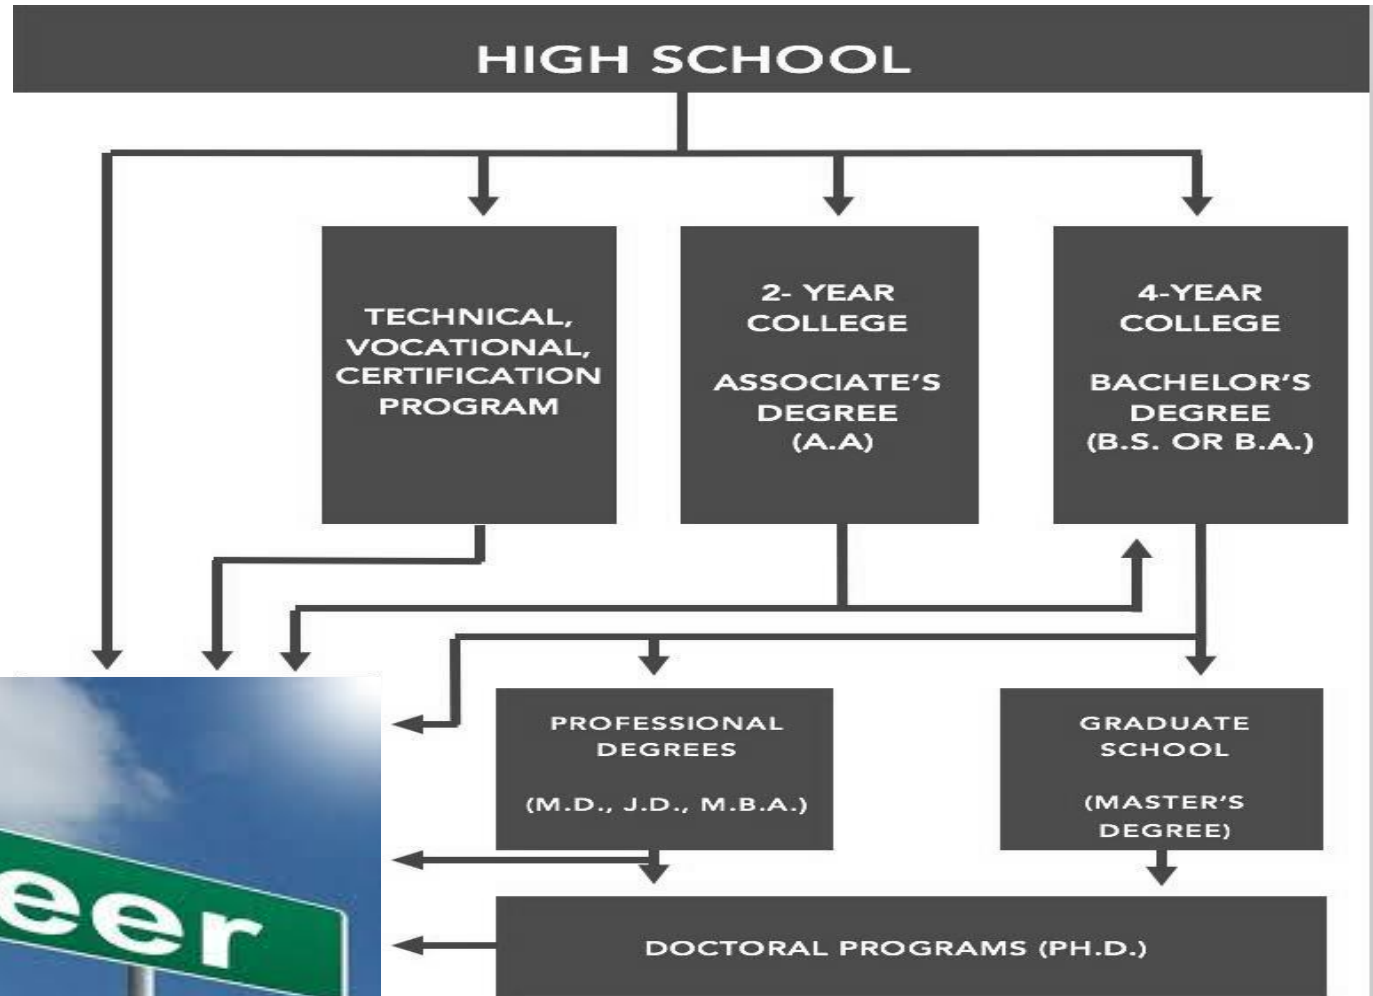 HIGH SCHOOL
TECHNICAL,
VOCATIONAL,
CERTIFICATION
PROGRAM
2- YEAR
COLLEGE
ASSOCIATE'S
DEGREE
(A.A)
4-YEAR
COLLEGE
BACHELOR'S
DEGREE
(B.S. OR B.A.)
PROFESSIONAL
DEGREES
(M.D., J.D., M.B.A.)
GRADUATE
SCHOOL
(MASTER'S
DEGREE)
eer
DOCTORAL PROGRAMS (PH.D.)